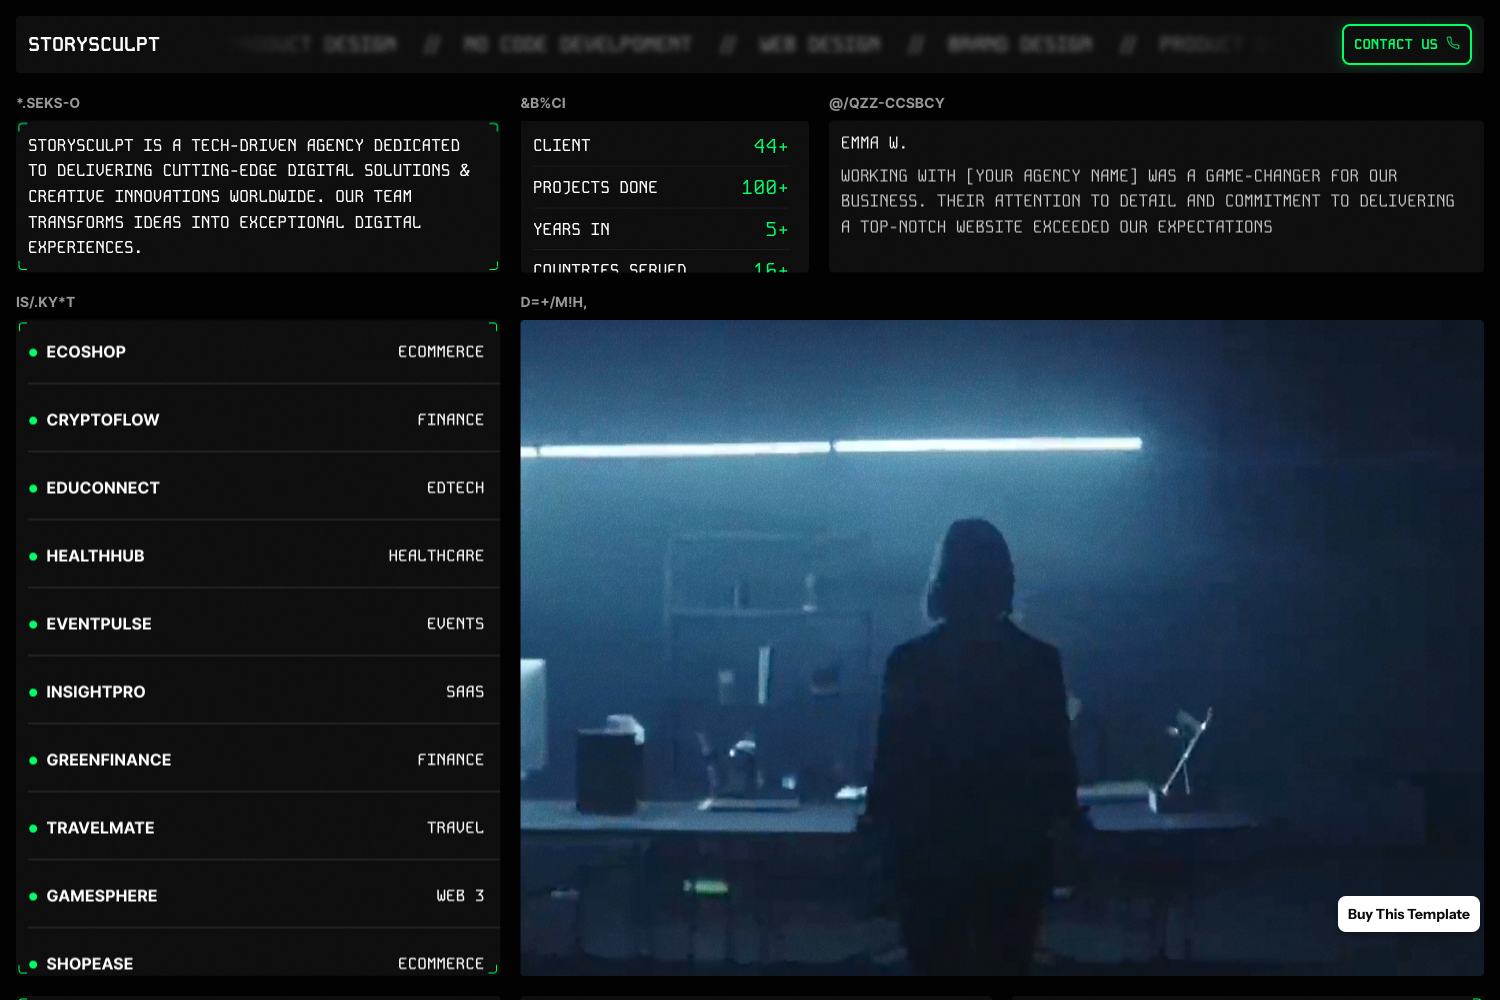 STORYSCULPT
PRODUCT DESIGN // NO CODE DEVELPOMENT // WEB DESIGN // BRAND DESIGN // PRODUCT
CONTACT US
*.SEKS-O
STORYSCULPT IS A TECH-DRIVEN AGENCY DEDICATED
TO DELIVERING CUTTING-EDGE DIGITAL SOLUTIONS &
CREATIVE INNOVATIONS WORLDWIDE. OUR TEAM
TRANSFORMS IDEAS INTO EXCEPTIONAL DIGITAL
EXPERIENCES.
&B%CI
CLIENT 44+
PROJECTS DONE 100+
YEARS IN 5+
COUNTRIES SERVED 16+
@/QZZ-CCSBCY
EMMA W.
WORKING WITH [YOUR AGENCY NAME] WAS A GAME-CHANGER FOR OUR
BUSINESS. THEIR ATTENTION TO DETAIL AND COMMITMENT TO DELIVERING
A TOP-NOTCH WEBSITE EXCEEDED OUR EXPECTATIONS
IS/.KY*T
ECOSHOP ECOMMERCE
CRYPTOFLOW FINANCE
EDUCONNECT EDTECH
HEALTHHUB HEALTHCARE
EVENTPULSE EVENTS
INSIGHTPRO SAAS
GREENFINANCE FINANCE
TRAVELMATE TRAVEL
GAMESPHERE WEB 3
SHOPEASE ECOMMERCE
D=+/M!H,
Buy This Template